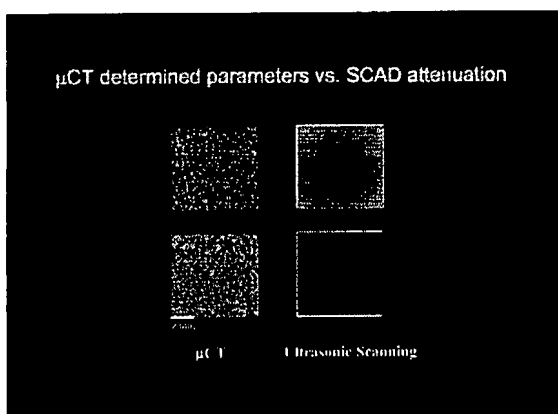 μCT determined parameters vs. SCAD attenuation
μCT Ultrasonic Scanning